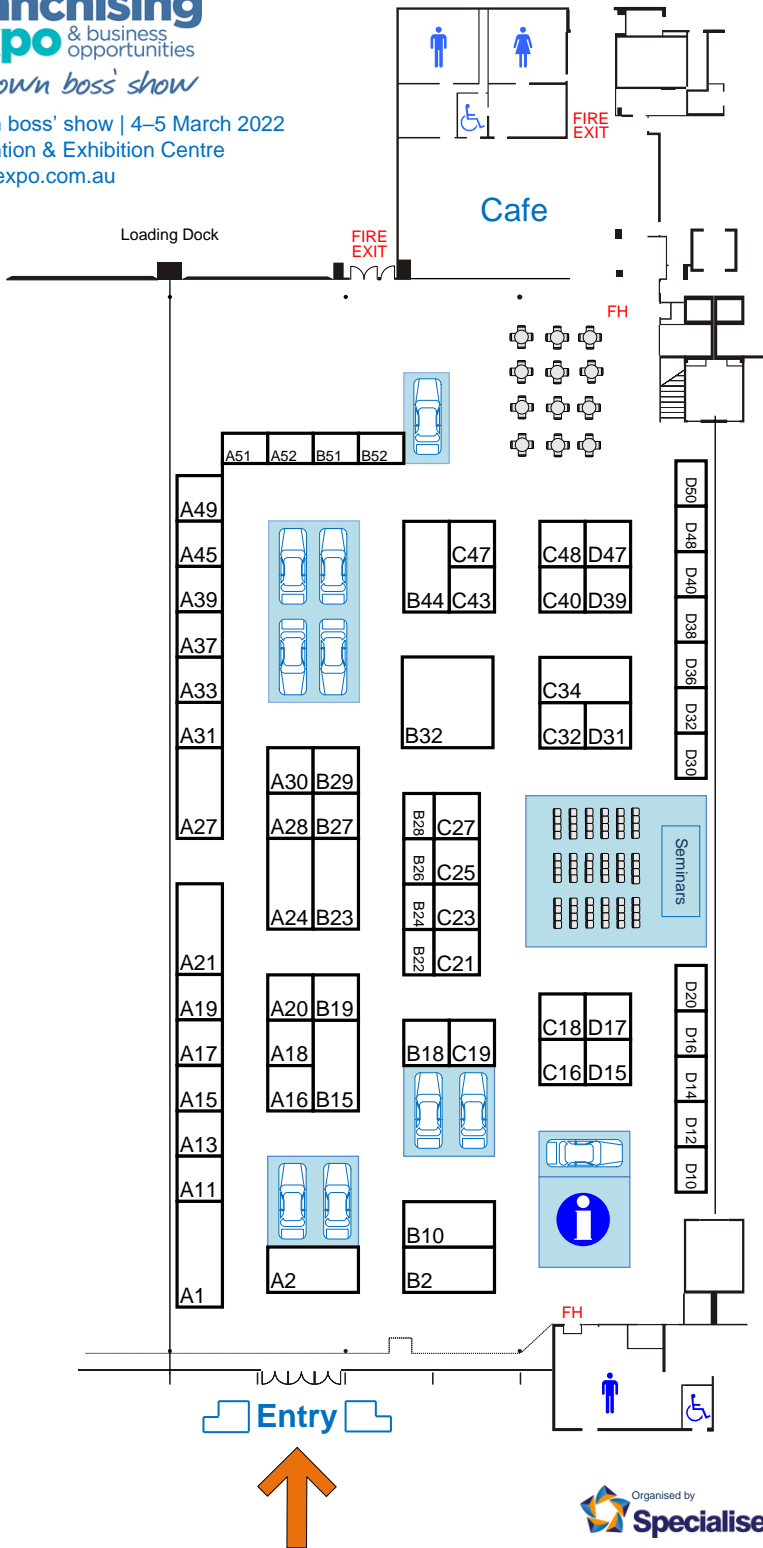 & business
opportunities
own boss' show
boss' show | 4–5 March 2022
& Exhibition Centre
expo.com.au
FIRE
EXIT
Cafe
Loading Dock
FIRE
EXIT
FH
A51 A52 B51 B52
D50
A49
D48
A45 C47 C48 D47
D40
A39 B44 C43 C40 D39
D38
A37
D36
A33 C34
D32
A31 B32 C32 D31
D30
A30 B29
A27 A28 B27 B28 C27
Seminars
B26 C25
A24 B23 B24 C23
A21 B22 C21
D20
A19 A20 B19 C18 D17
D16
A17 A18 B18 C19
C16 D15
D14
A15 A16 B15
D12
A13
D10
A11
B10
A2 B2
A1
FH
Entry
Organised by